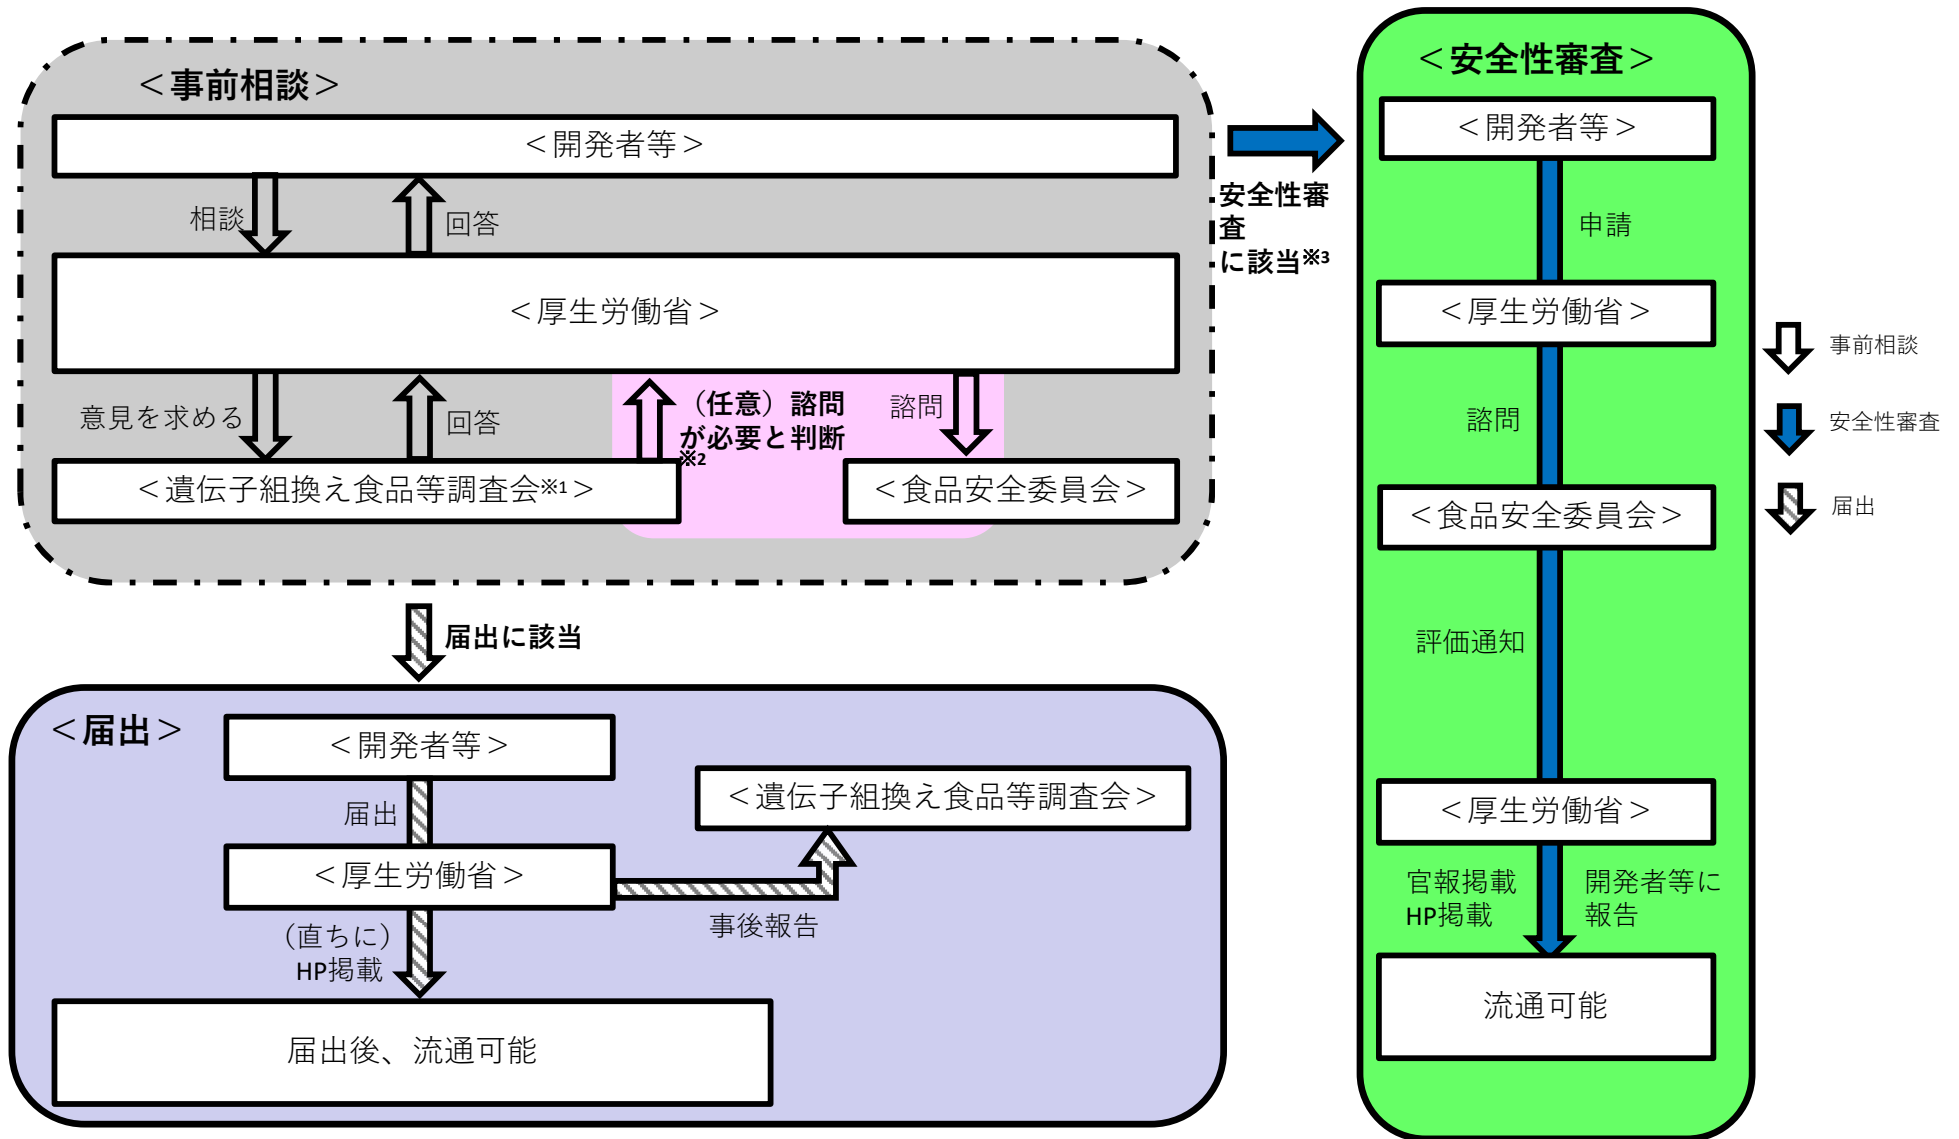 ＜事前相談＞
＜開発者等＞
相談
回答
＜厚生労働省＞
意見を求める
回答
（任意）諮問
が必要と判断
※2
諮問
＜遺伝子組換え食品等調査会※1＞
＜食品安全委員会＞
安全性審
査
に該当※3
届出に該当
＜届出＞
＜開発者等＞
届出
＜厚生労働省＞
＜遺伝子組換え食品等調査会＞
事後報告
（直ちに）
HP掲載
届出後、流通可能
＜安全性審査＞
＜開発者等＞
申請
＜厚生労働省＞
諮問
＜食品安全委員会＞
評価通知
＜厚生労働省＞
官報掲載
HP掲載
開発者等に
報告
流通可能
事前相談
安全性審査
届出